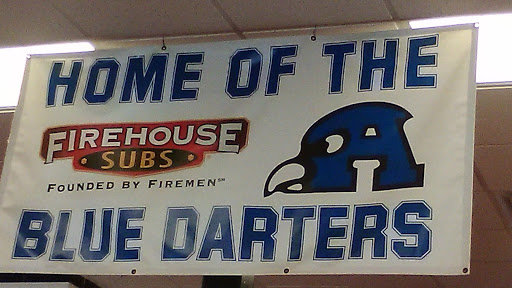 HOME OF THE
FIREHOUSE
SUBS
FOUNDED BY FIREMEN℠
A
BLUE DARTERS